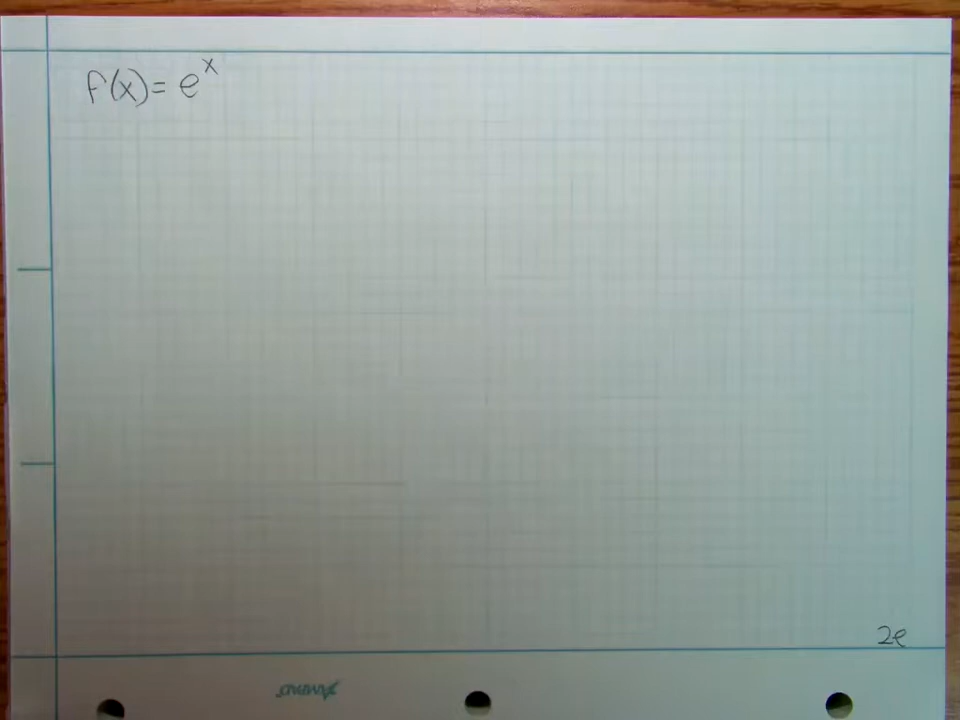 f(x) = e^x
2e